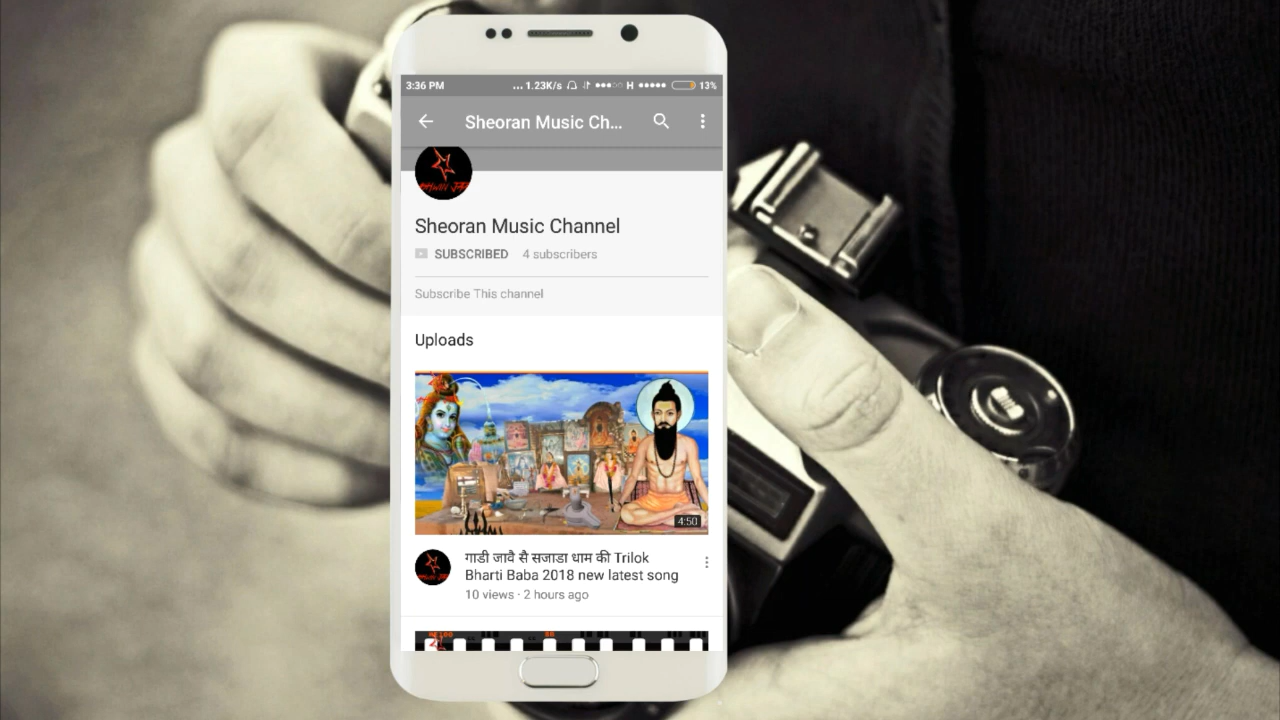 3:36 PM ... 1.23K/s H 13%
Sheoran Music Ch...
Sheoran Music Channel
SUBSCRIBED 4 subscribers
Subscribe This channel
Uploads
4:50
गाडी जावै सै सजाडा धाम की Trilok
Bharti Baba 2018 new latest song
10 views · 2 hours ago